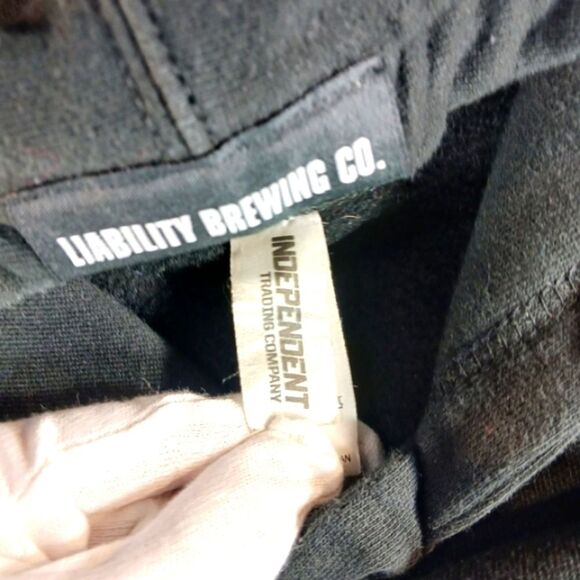 LIABILITY BREWING CO.
INDEPENDENT
TRADING COMPANY